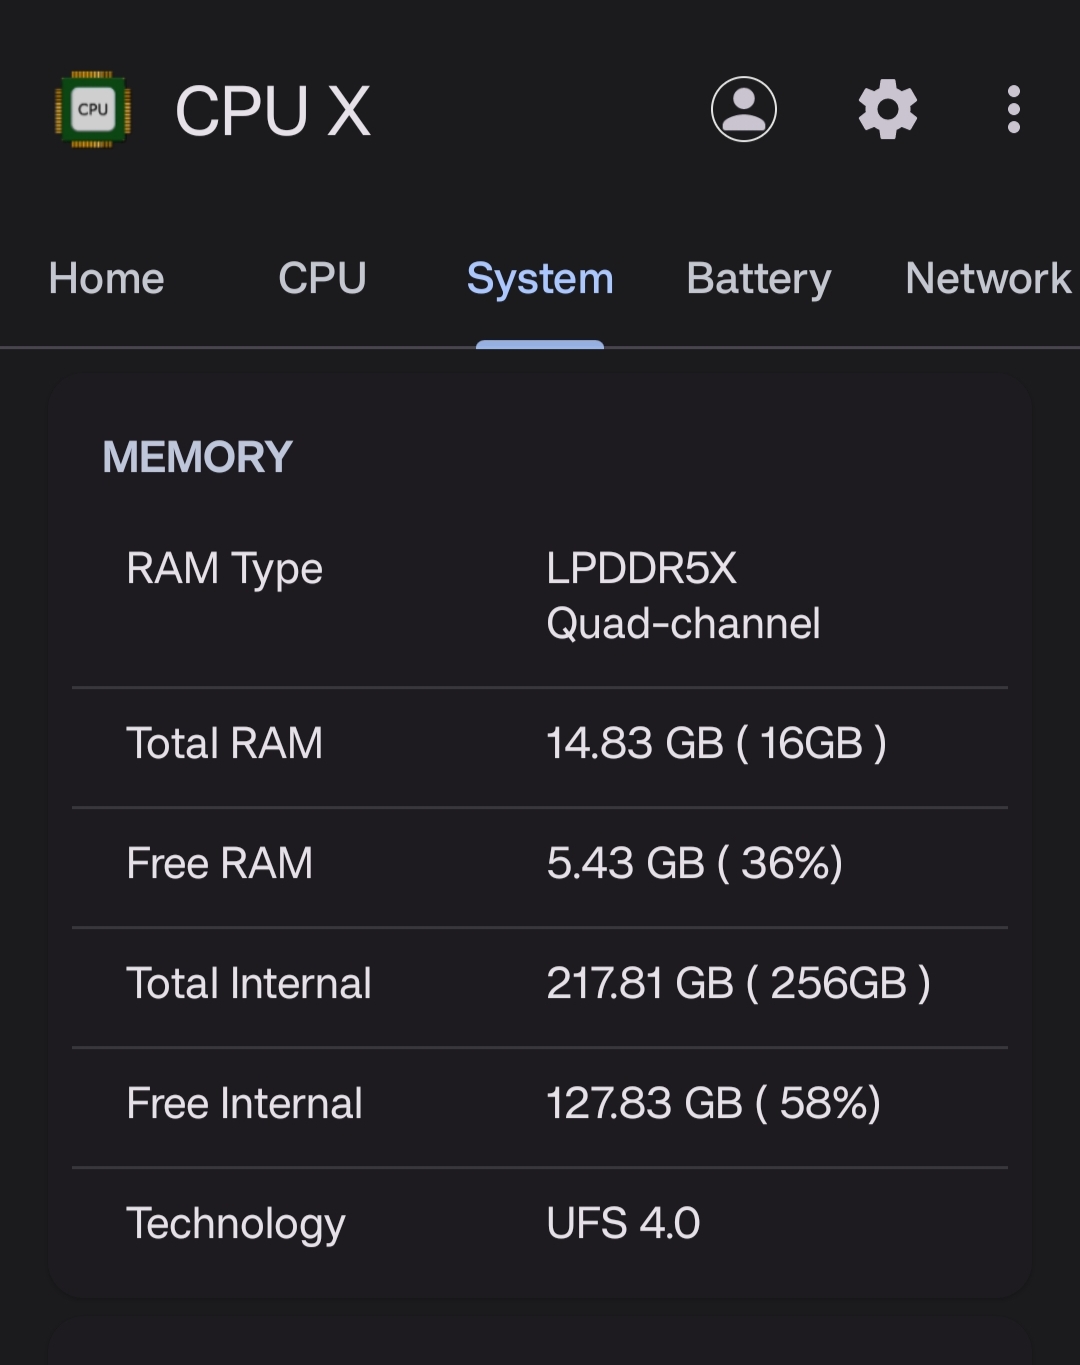 CPU
CPU X
Home CPU System Battery Network
MEMORY
RAM Type LPDDR5X
Quad-channel
Total RAM 14.83 GB ( 16GB )
Free RAM 5.43 GB ( 36%)
Total Internal 217.81 GB ( 256GB )
Free Internal 127.83 GB ( 58%)
Technology UFS 4.0